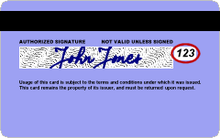 AUTHORIZED SIGNATURE NOT VALID UNLESS SIGNED
John Jones 123
Usage of this card is subject to the terms and conditions under which it was issued.
This card remains the property of its issuer, and must be returned upon request.